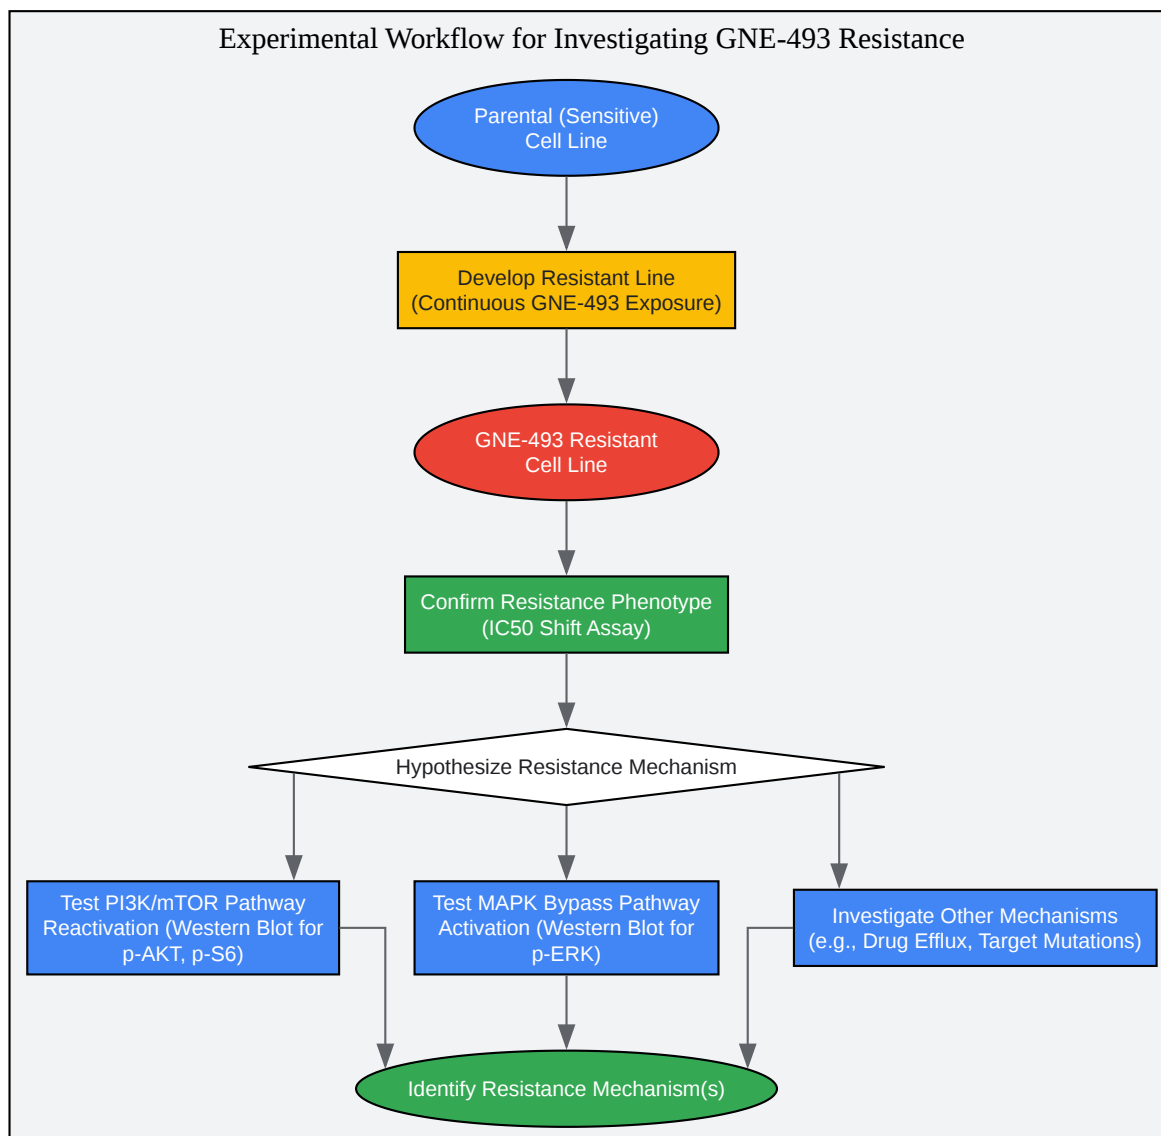 Experimental Workflow for Investigating GNE-493 Resistance
Parental (Sensitive)
Cell Line
Develop Resistant Line
(Continuous GNE-493 Exposure)
GNE-493 Resistant
Cell Line
Confirm Resistance Phenotype
(IC50 Shift Assay)
Hypothesize Resistance Mechanism
Test PI3K/mTOR Pathway
Reactivation (Western Blot for
p-AKT, p-S6)
Test MAPK Bypass Pathway
Activation (Western Blot for
p-ERK)
Investigate Other Mechanisms
(e.g., Drug Efflux, Target Mutations)
Identify Resistance Mechanism(s)